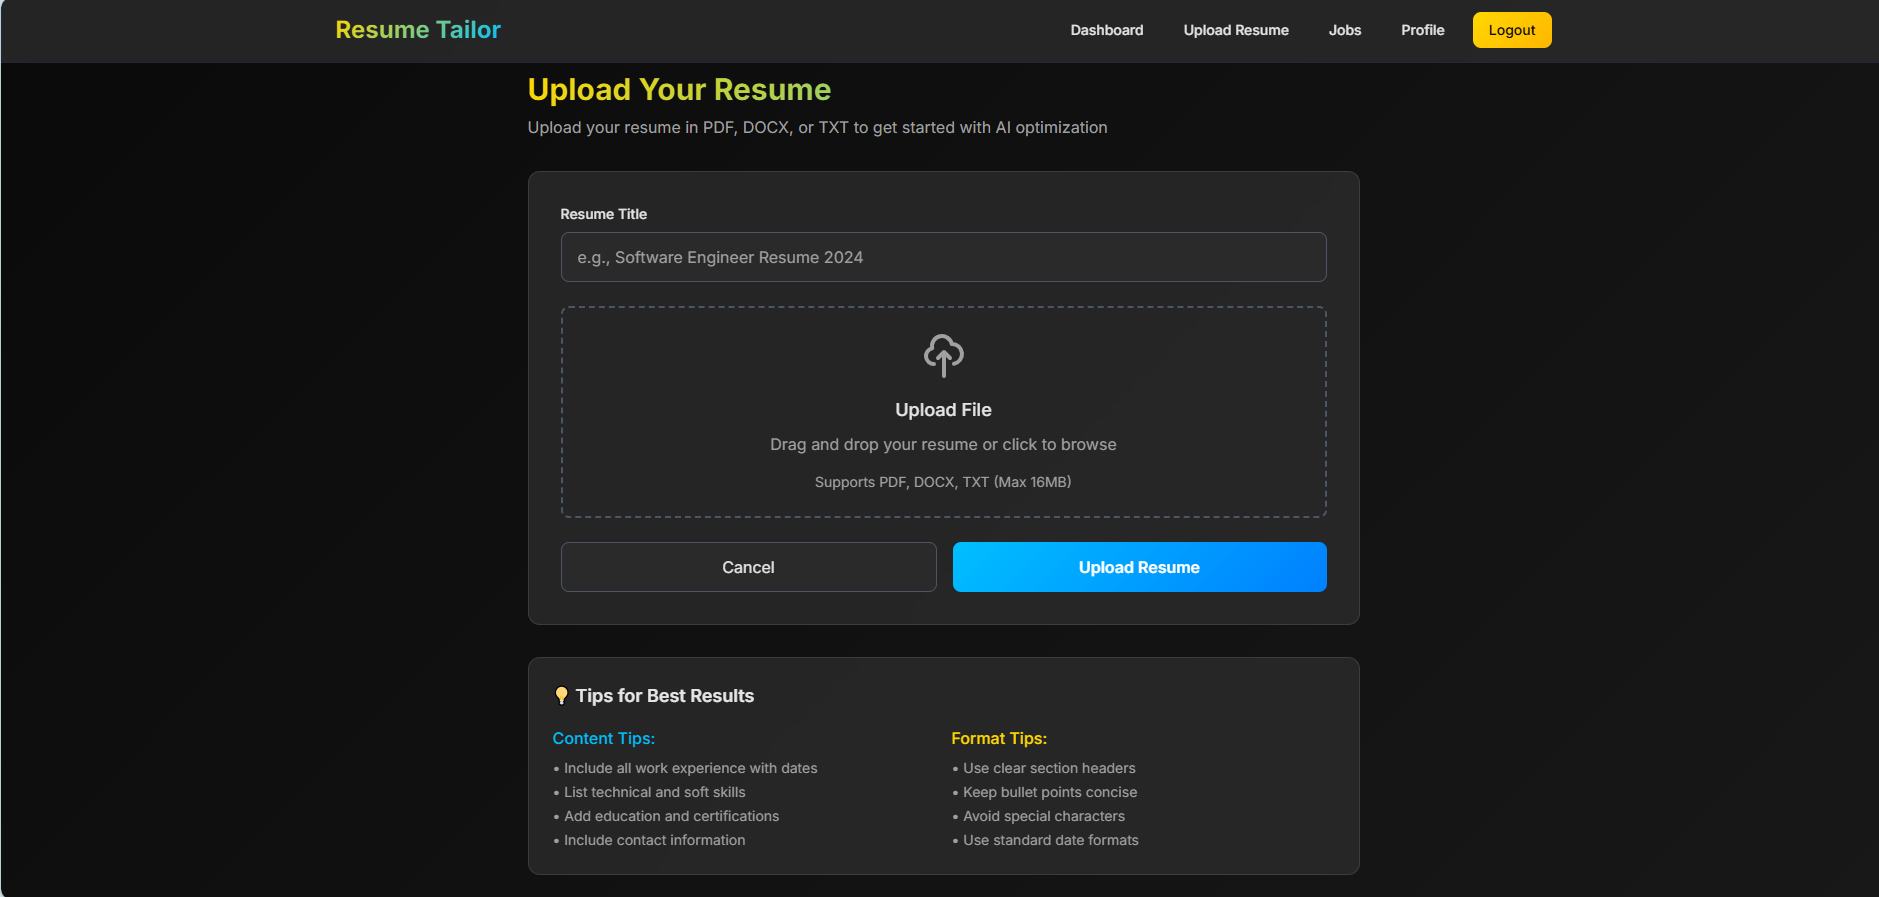 Resume Tailor
Dashboard
Upload Resume
Jobs
Profile
Logout
Upload Your Resume
Upload your resume in PDF, DOCX, or TXT to get started with AI optimization
Resume Title
e.g., Software Engineer Resume 2024
Upload File
Drag and drop your resume or click to browse
Supports PDF, DOCX, TXT (Max 16MB)
Cancel
Upload Resume
💡 Tips for Best Results
Content Tips:
• Include all work experience with dates
• List technical and soft skills
• Add education and certifications
• Include contact information
Format Tips:
• Use clear section headers
• Keep bullet points concise
• Avoid special characters
• Use standard date formats